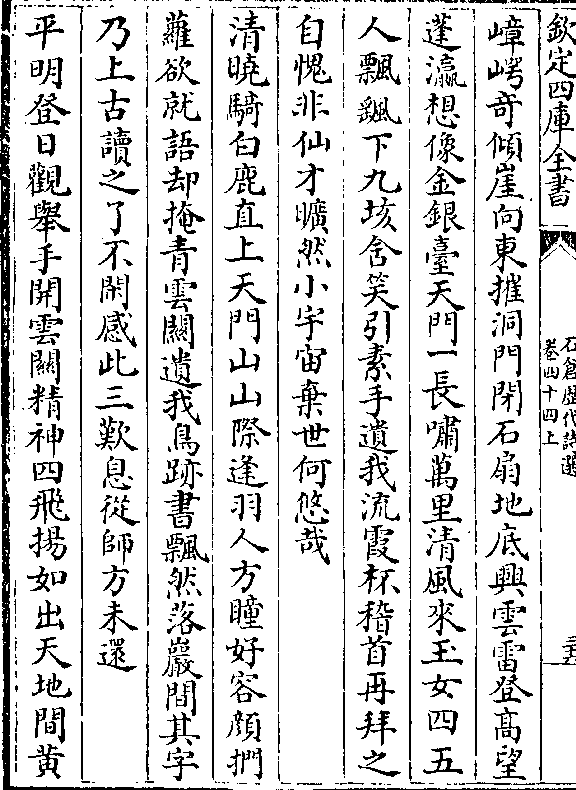 欽定四庫全書
石倉歷代詩選
卷四十四上
嶂崿奇傾崖向東摧洞門閉石扇地底興雲雷登高望
蓬瀛想像金銀臺天門一長嘯萬里清風來玉女四五
人飄颻下九垓含笑引素手遺我流霞杯稽首再拜之
自愧非仙才曠然小宇宙棄世何悠哉
清曉騎白鹿直上天門山山際逢羽人方瞳好容顔捫
蘿欲就語却掩青雲關遺我鳥跡書飄然落巖間其字
乃上古讀之了不閑感此三歎息從師方未還
平明登日觀舉手開雲關精神四飛揚如出天地間黄